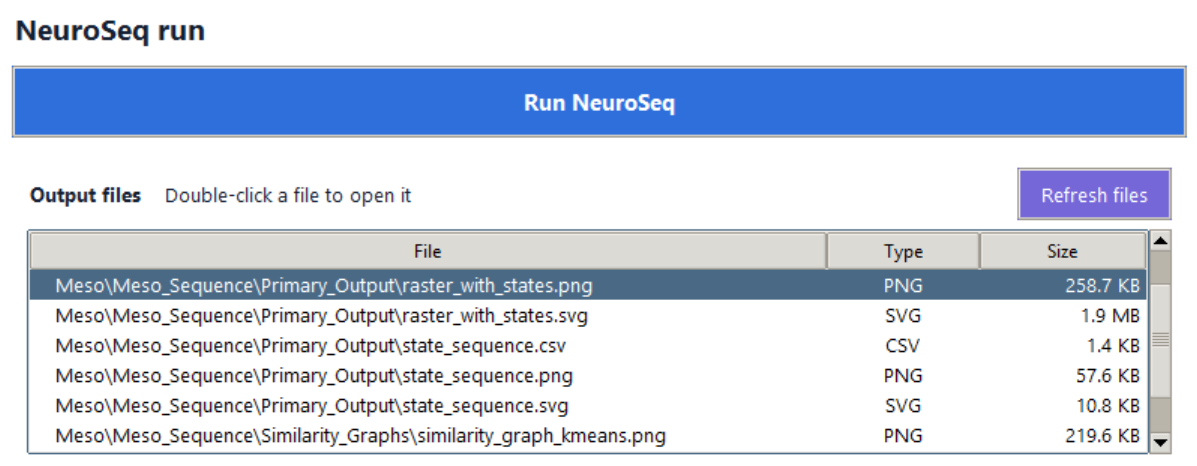 NeuroSeq run
Run NeuroSeq
Output files Double-click a file to open it Refresh files
File Type Size
Meso\Meso_Sequence\Primary_Output\raster_with_states.png PNG 258.7 KB
Meso\Meso_Sequence\Primary_Output\raster_with_states.svg SVG 1.9 MB
Meso\Meso_Sequence\Primary_Output\state_sequence.csv CSV 1.4 KB
Meso\Meso_Sequence\Primary_Output\state_sequence.png PNG 57.6 KB
Meso\Meso_Sequence\Primary_Output\state_sequence.svg SVG 10.8 KB
Meso\Meso_Sequence\Similarity_Graphs\similarity_graph_kmeans.png PNG 219.6 KB